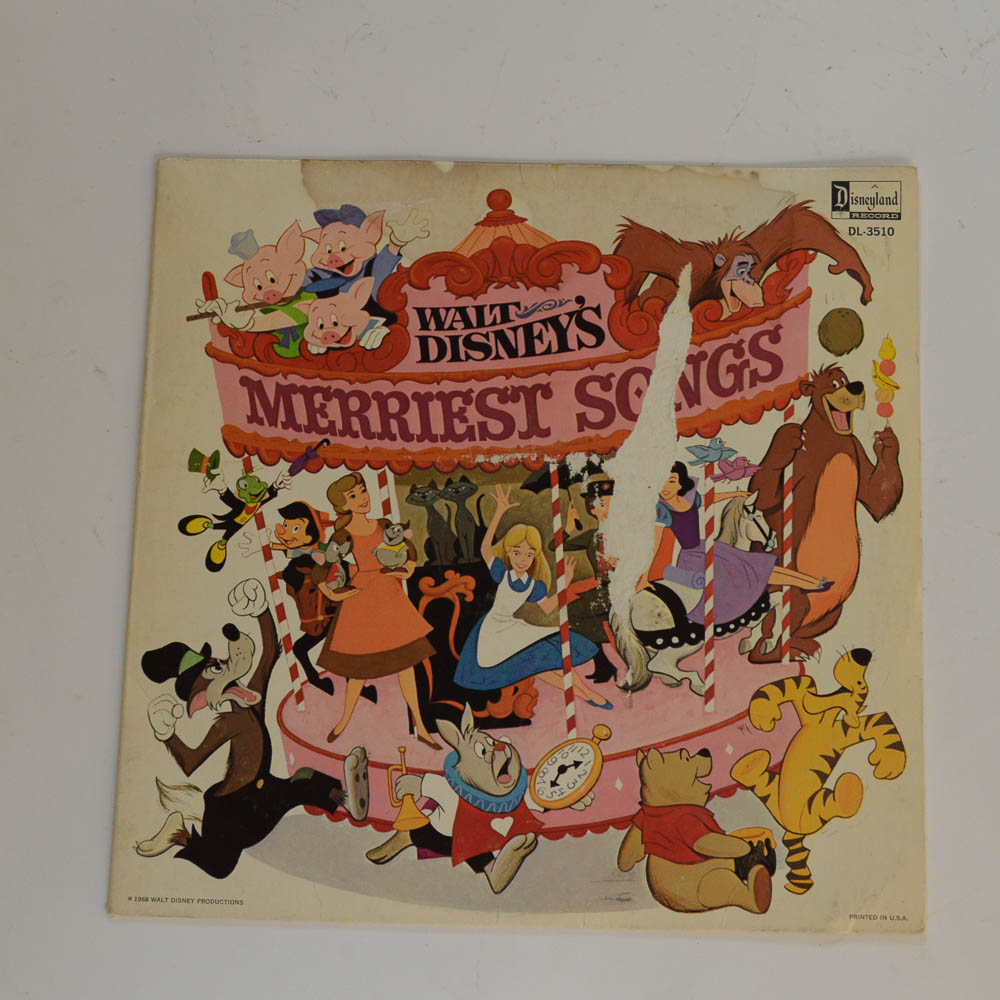 Disneyland
RECORD
DL-3510
WALT
DISNEY'S
MERRIEST SONGS
© 1968 WALT DISNEY PRODUCTIONS
PRINTED IN U.S.A.